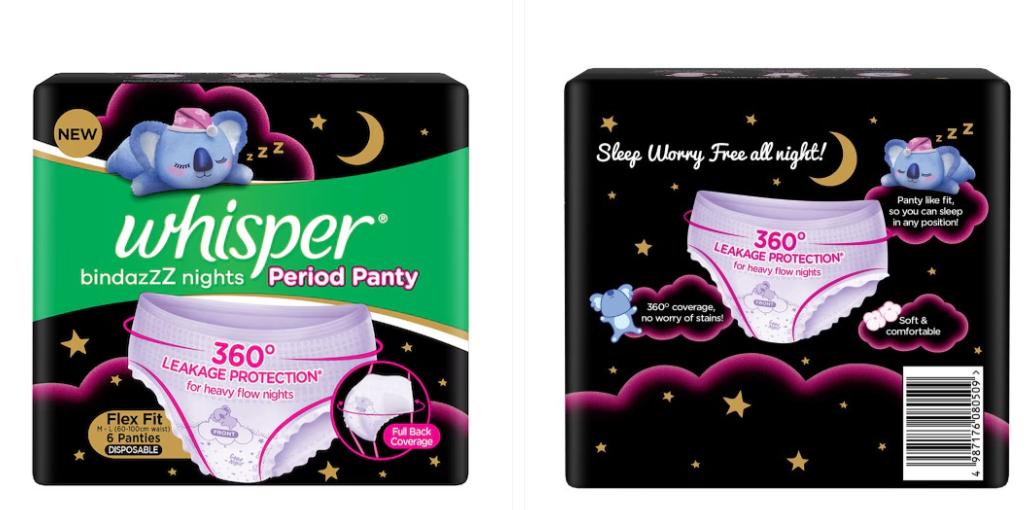 NEW
z z z
whisper®
bindazZZ nights Period Panty
360°
LEAKAGE PROTECTION*
for heavy flow nights
FRONT
Good
Night
Full Back
Coverage
Flex Fit
M - L (60-100cm waist)
6 Panties
DISPOSABLE
Sleep Worry Free all night!
z z z
Panty like fit,
so you can sleep
in any position!
360°
LEAKAGE PROTECTION*
for heavy flow nights
FRONT
360° coverage,
no worry of stains!
Soft &
comfortable
4 987176 080509 >